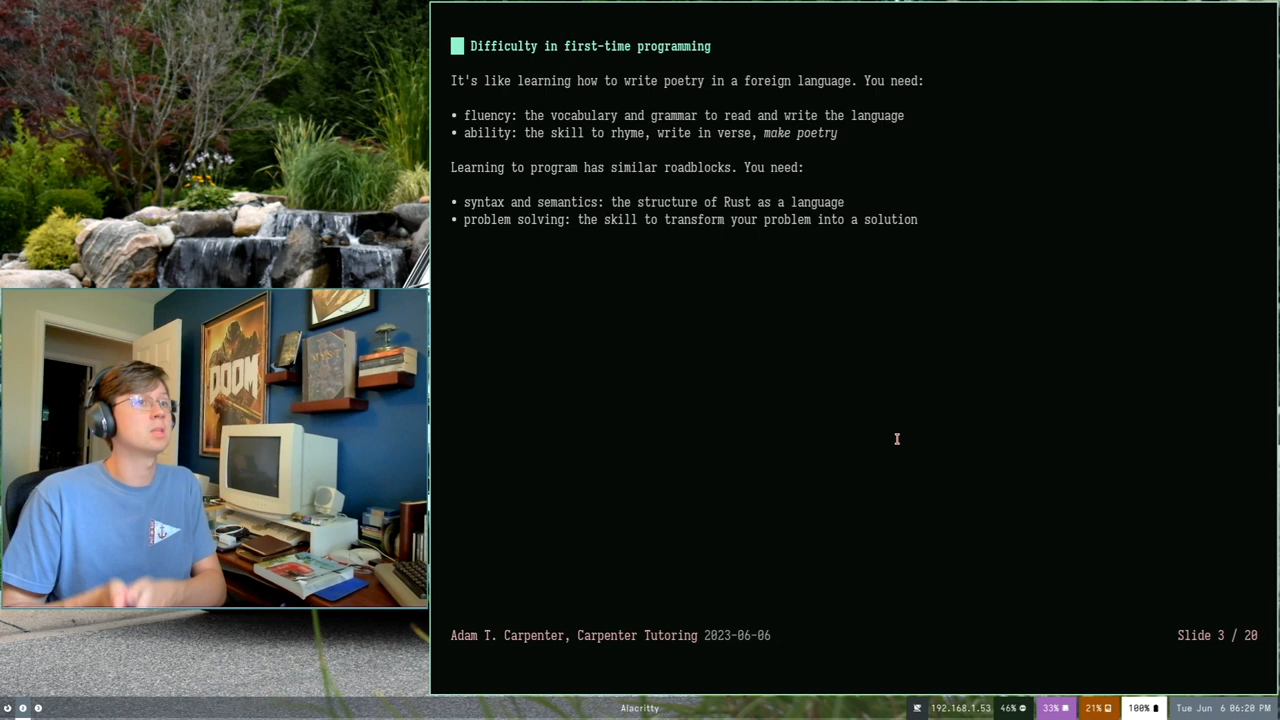 Difficulty in first-time programming
It's like learning how to write poetry in a foreign language. You need:
• fluency: the vocabulary and grammar to read and write the language
• ability: the skill to rhyme, write in verse, make poetry
Learning to program has similar roadblocks. You need:
• syntax and semantics: the structure of Rust as a language
• problem solving: the skill to transform your problem into a solution
DOOM
MYST
Adam T. Carpenter, Carpenter Tutoring 2023-06-06
Slide 3 / 20
Alacritty
192.168.1.53
46%
33%
21%
100%
Tue Jun 6 06:20 PM